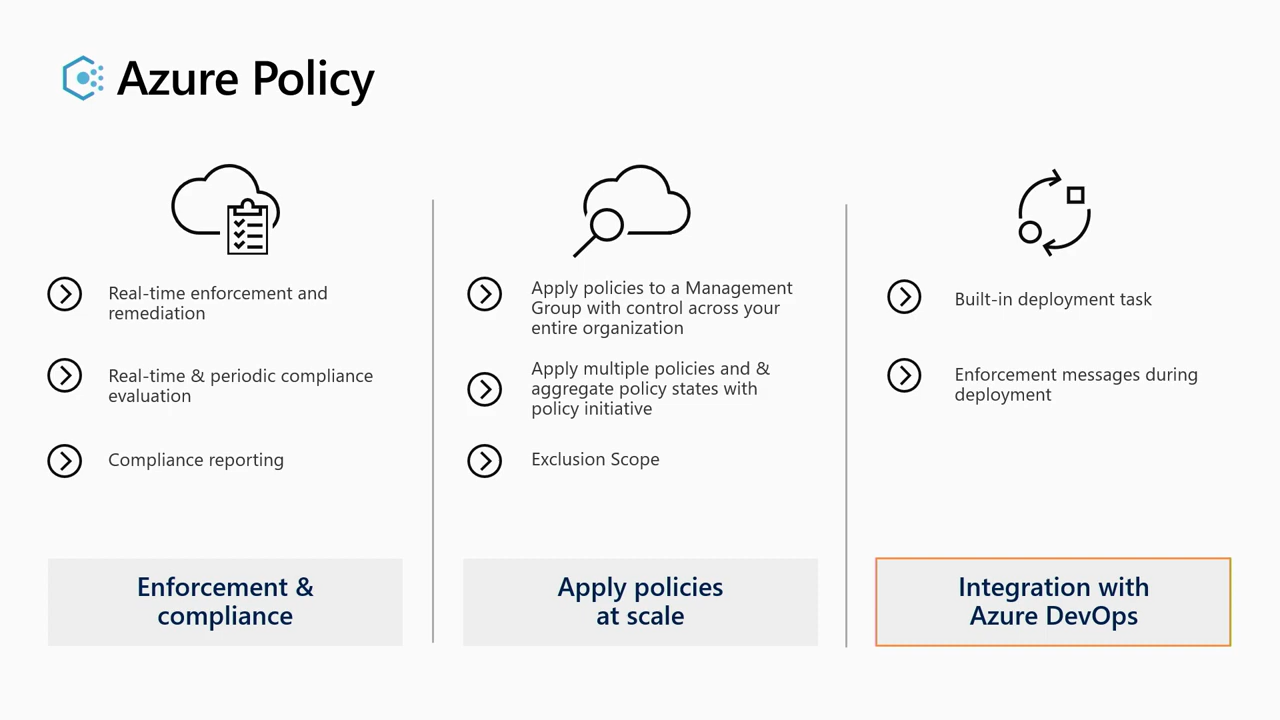 Azure Policy
Real-time enforcement and
remediation
Real-time & periodic compliance
evaluation
Compliance reporting
Enforcement &
compliance
Apply policies to a Management
Group with control across your
entire organization
Apply multiple policies and &
aggregate policy states with
policy initiative
Exclusion Scope
Apply policies
at scale
Built-in deployment task
Enforcement messages during
deployment
Integration with
Azure DevOps